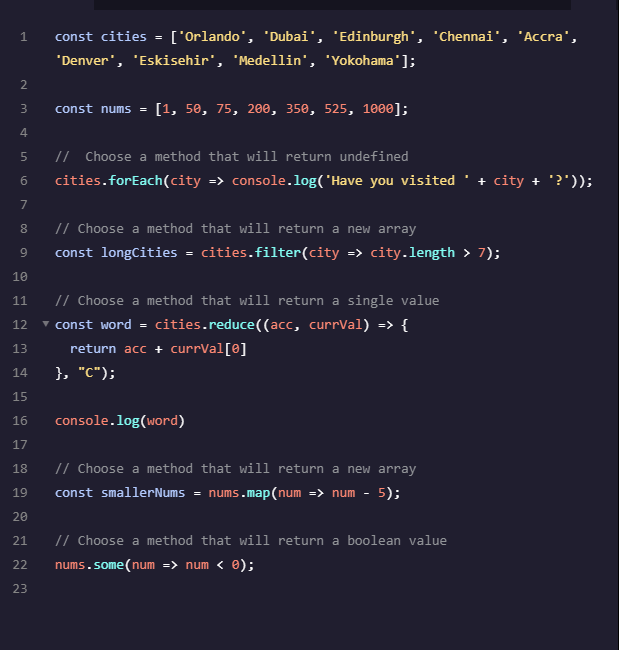 1 const cities = ['Orlando', 'Dubai', 'Edinburgh', 'Chennai', 'Accra',
'Denver', 'Eskisehir', 'Medellin', 'Yokohama'];
2
3 const nums = [1, 50, 75, 200, 350, 525, 1000];
4
5 //  Choose a method that will return undefined
6 cities.forEach(city => console.log('Have you visited ' + city + '?'));
7
8 // Choose a method that will return a new array
9 const longCities = cities.filter(city => city.length > 7);
10
11 // Choose a method that will return a single value
12 const word = cities.reduce((acc, currVal) => {
13   return acc + currVal[0]
14 }, "C");
15
16 console.log(word)
17
18 // Choose a method that will return a new array
19 const smallerNums = nums.map(num => num - 5);
20
21 // Choose a method that will return a boolean value
22 nums.some(num => num < 0);
23